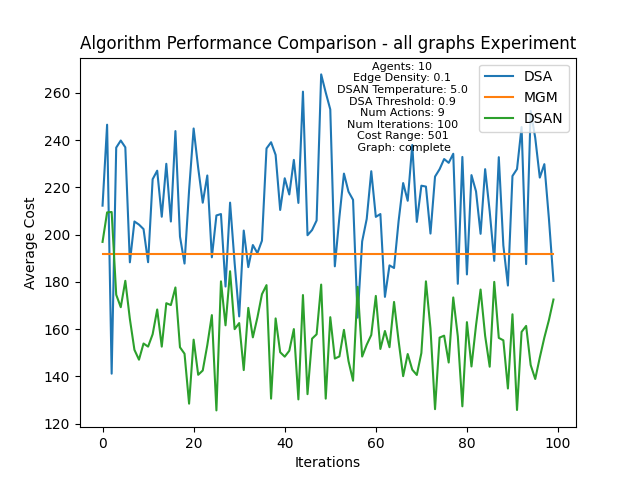 Algorithm Performance Comparison - all graphs Experiment
Agents: 10
Edge Density: 0.1
DSAN Temperature: 5.0
DSA Threshold: 0.9
Num Actions: 9
Num Iterations: 100
Cost Range: 501
Graph: complete
DSA
MGM
DSAN
Average Cost
260
240
220
200
180
160
140
120
0 20 40 60 80 100
Iterations